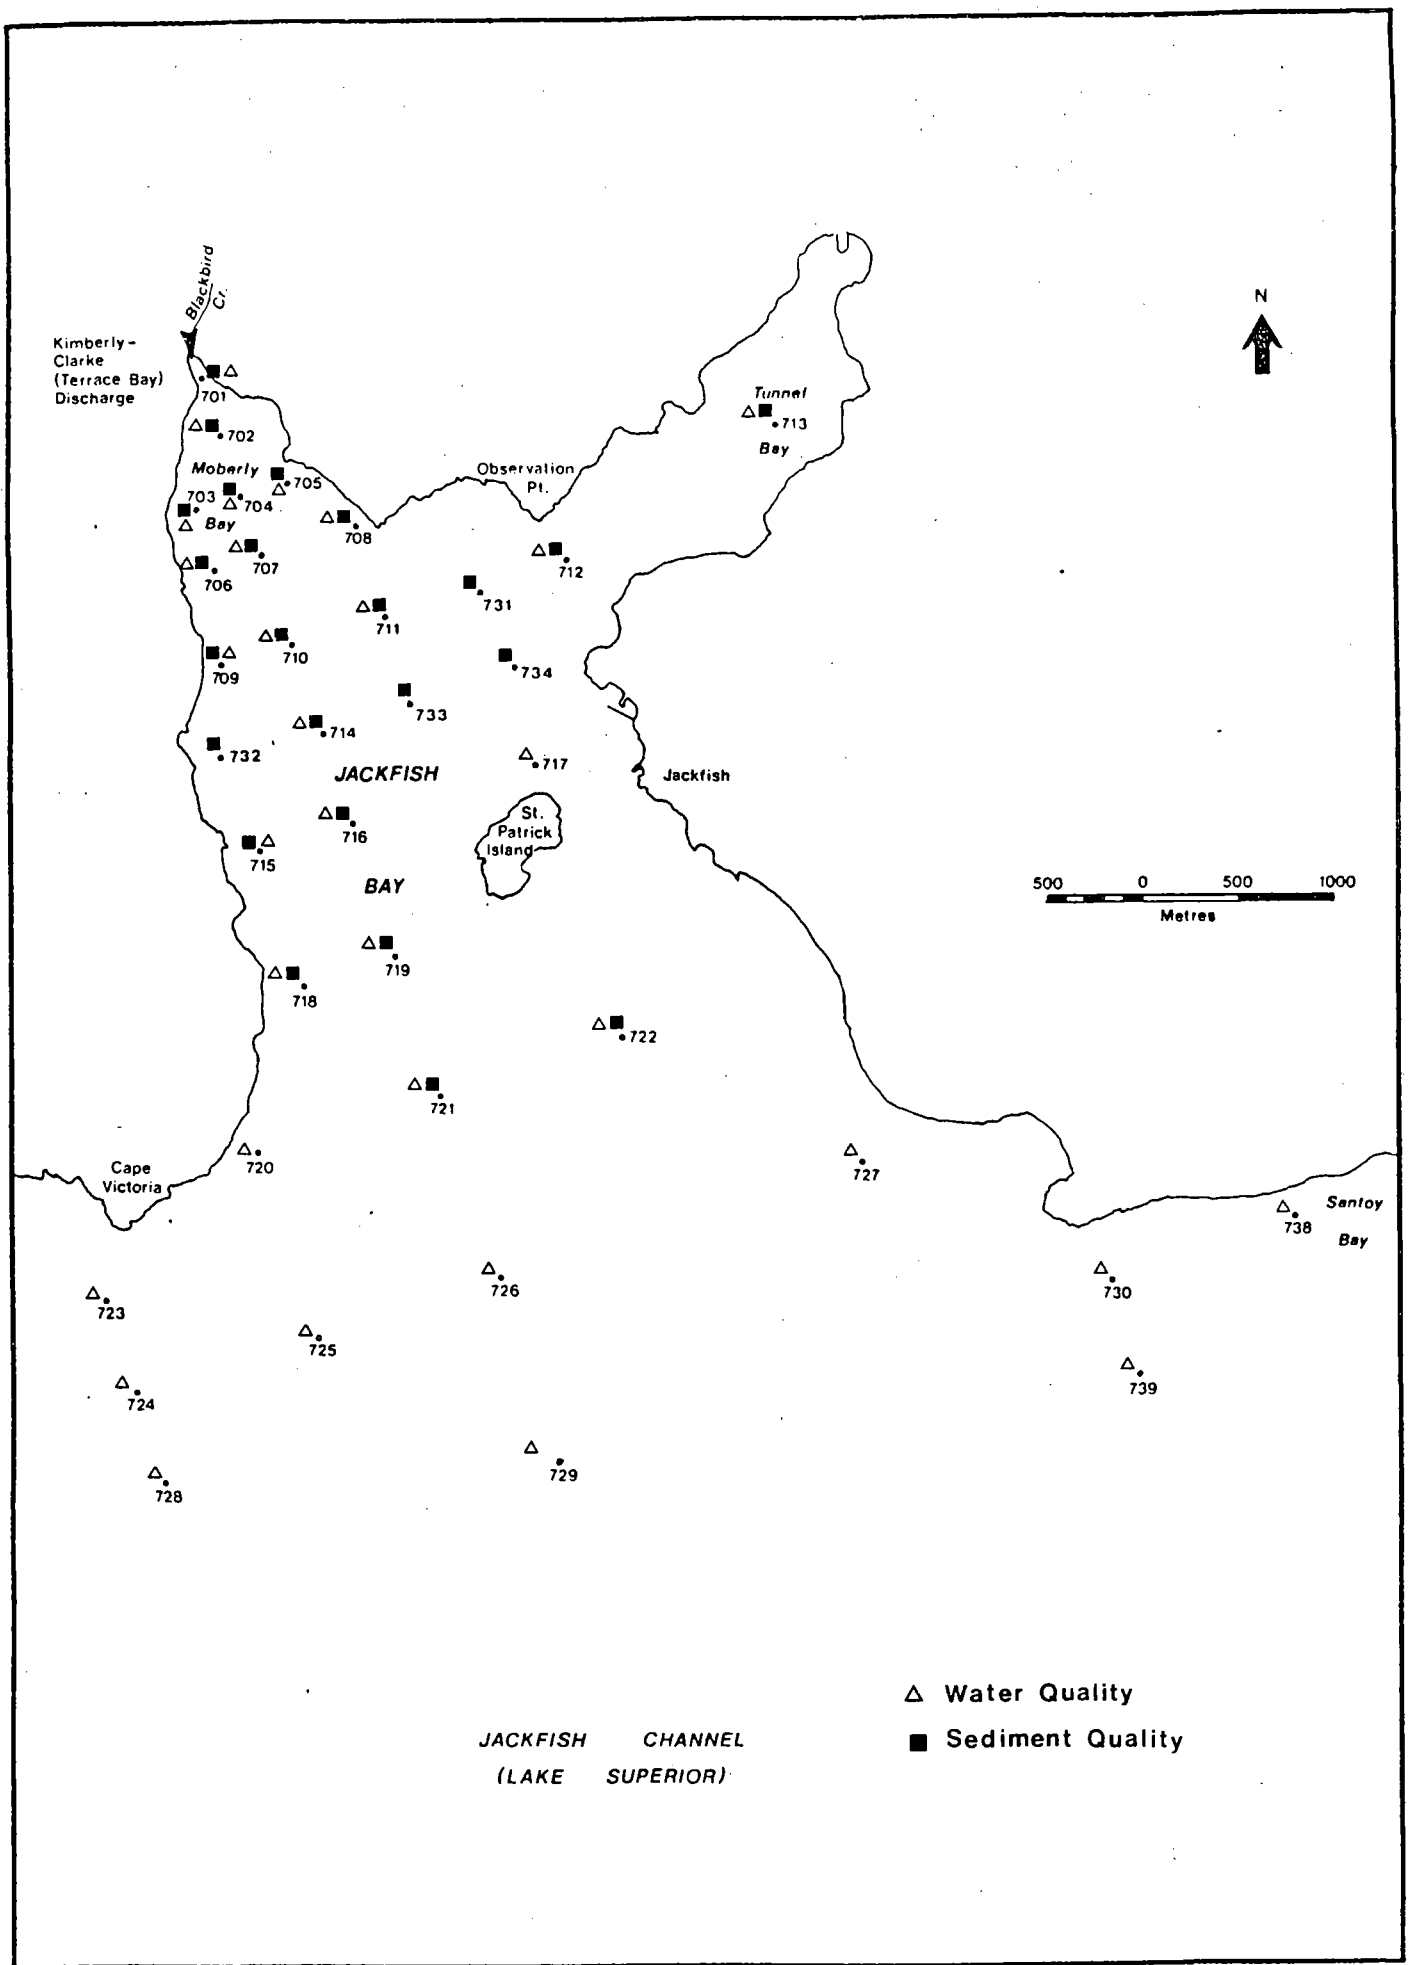 Blackbird
Cr.
N
Kimberly-
Clarke
(Terrace Bay)
Discharge
701
Tunnel
713
Bay
702
Moberly
Observation
Pt.
705
703
704
Bay
708
707
706
712
731
711
710
709
734
733
714
732
717
JACKFISH
Jackfish
St.
Patrick
Island
716
715
BAY
500 0 500 1000
Metres
719
718
722
721
720
Cape
Victoria
727
Santoy
738
Bay
726
730
723
725
739
724
729
728
Water Quality
Sediment Quality
JACKFISH CHANNEL
(LAKE SUPERIOR)